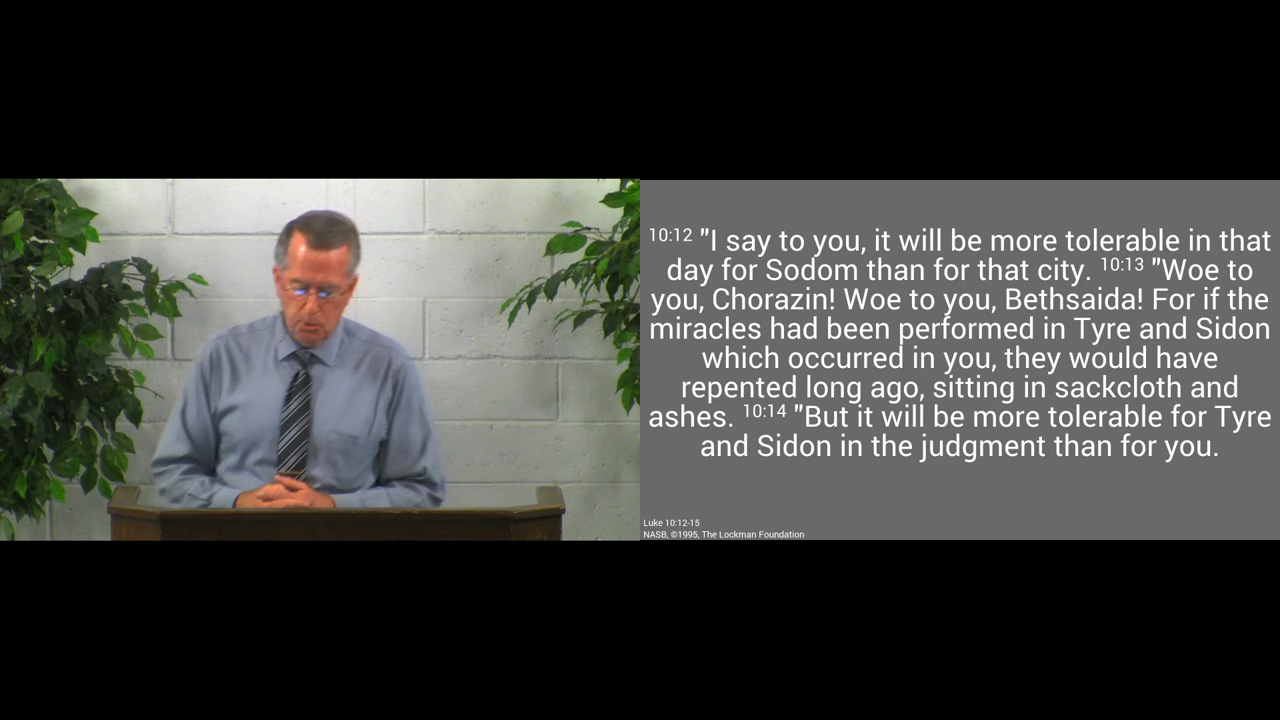 10:12 "I say to you, it will be more tolerable in that
day for Sodom than for that city. 10:13 "Woe to
you, Chorazin! Woe to you, Bethsaida! For if the
miracles had been performed in Tyre and Sidon
which occurred in you, they would have
repented long ago, sitting in sackcloth and
ashes. 10:14 "But it will be more tolerable for Tyre
and Sidon in the judgment than for you.
Luke 10:12-15
NASB, ©1995, The Lockman Foundation